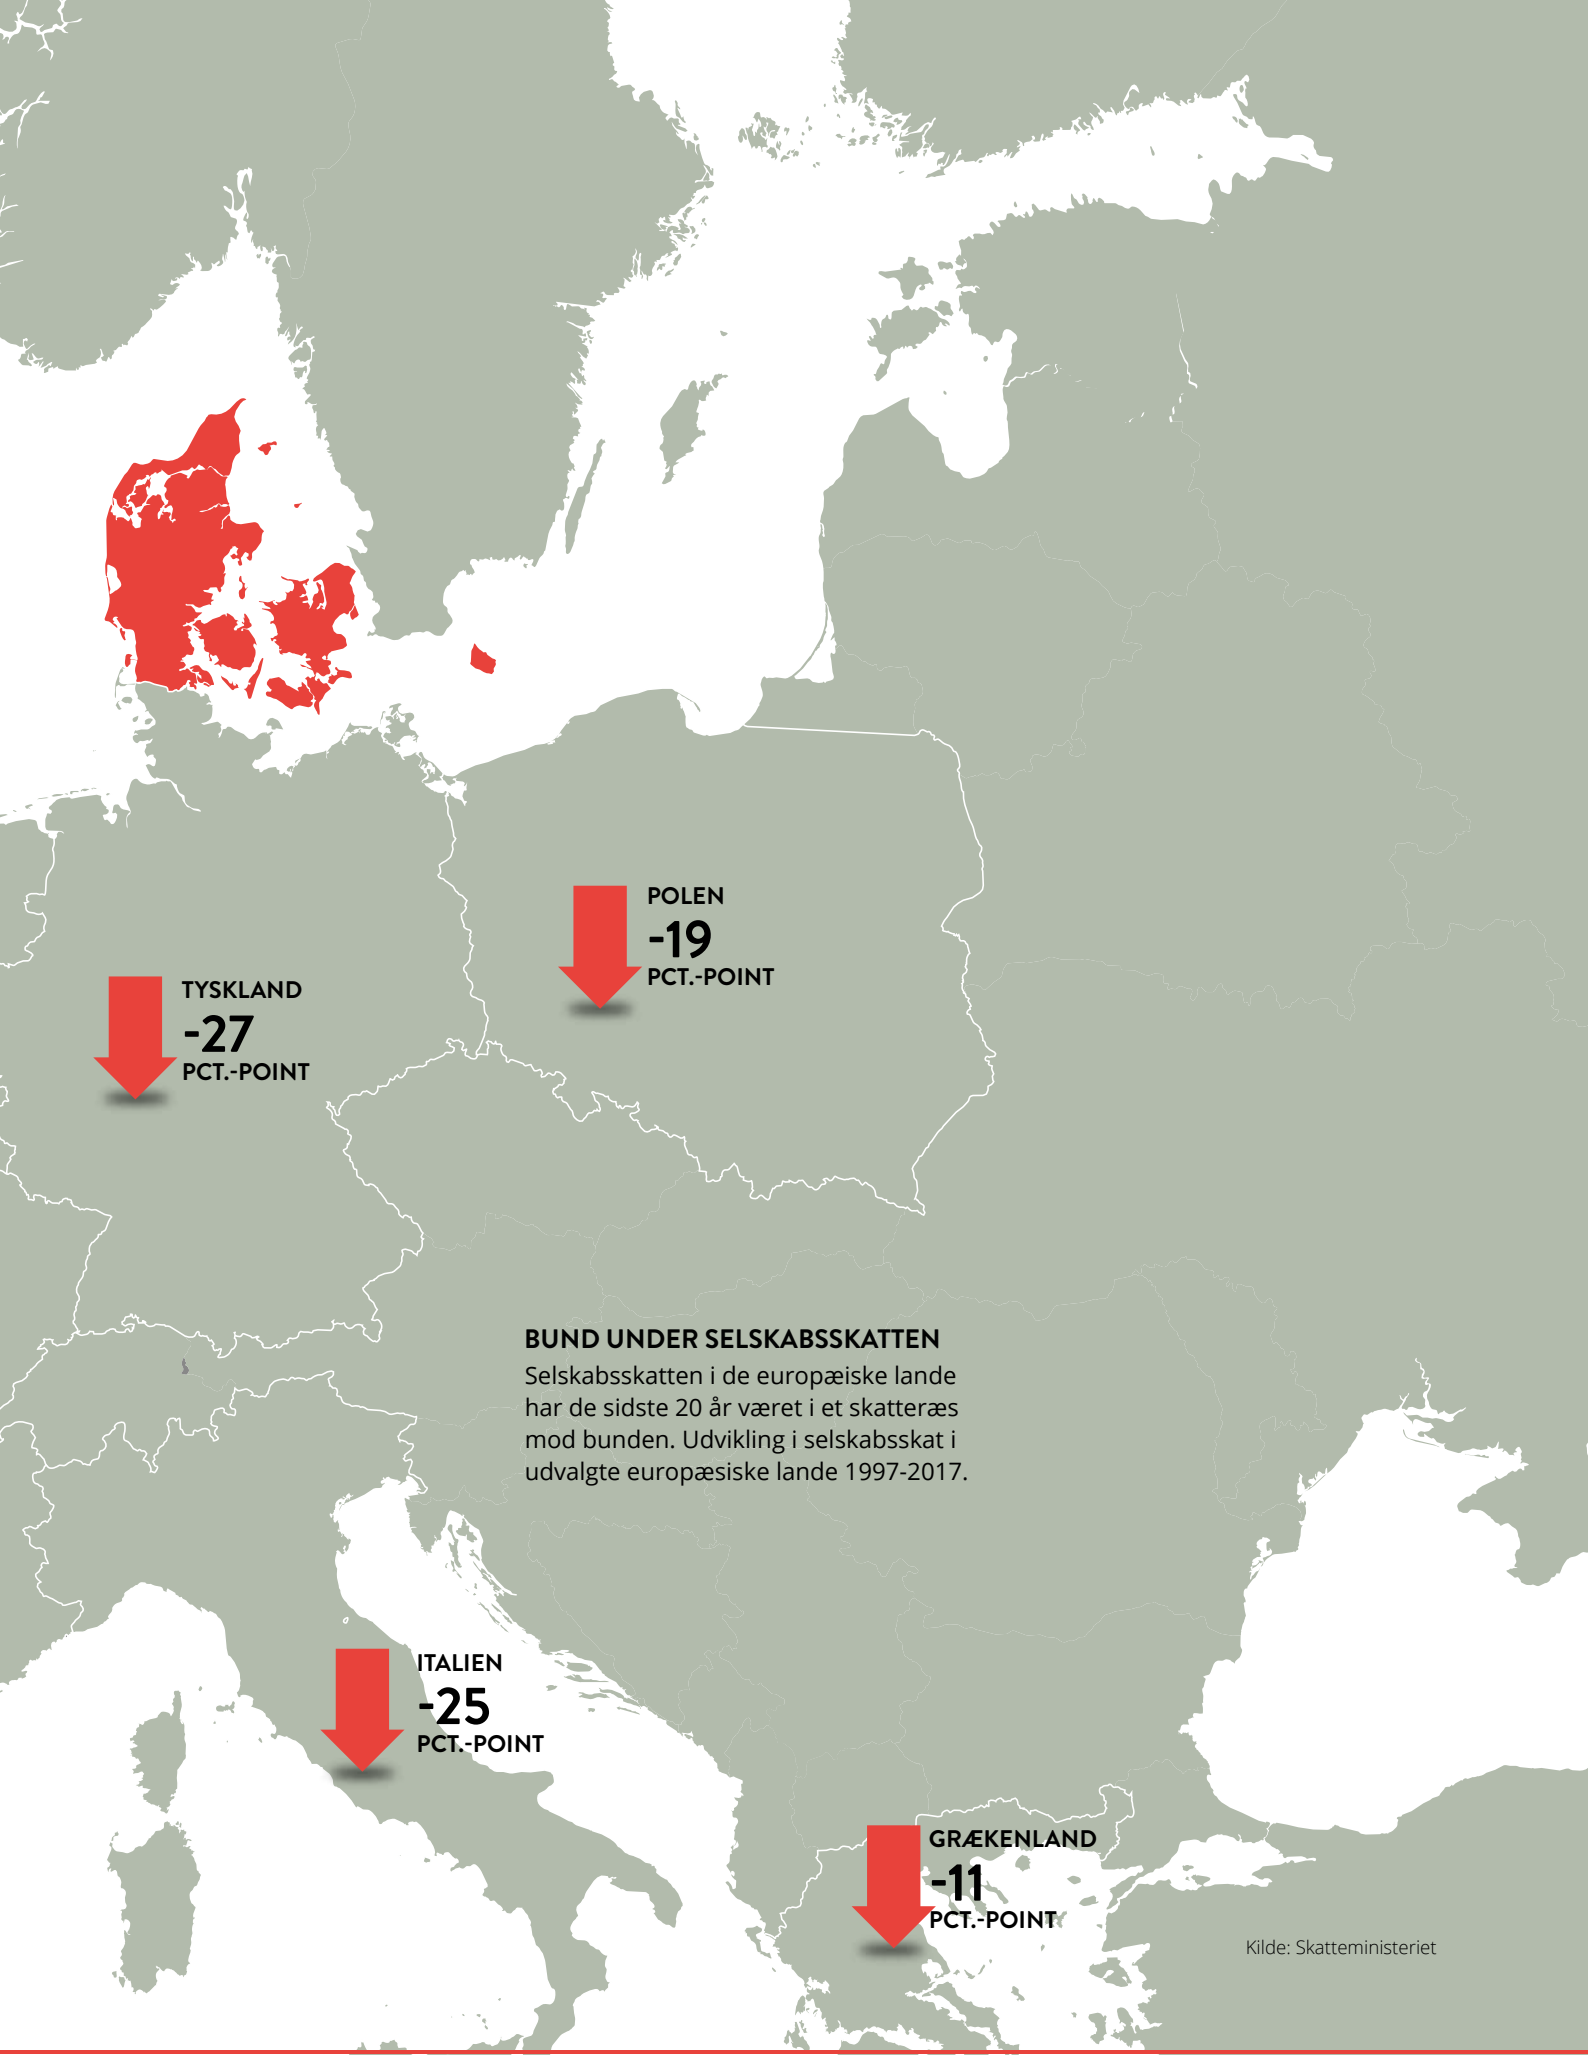 POLEN
-19
PCT.-POINT
TYSKLAND
-27
PCT.-POINT
BUND UNDER SELSKABSSKATTEN
Selskabsskatten i de europæiske lande
har de sidste 20 år været i et skatteræs
mod bunden. Udvikling i selskabsskat i
udvalgte europæsiske lande 1997-2017.
ITALIEN
-25
PCT.-POINT
GRÆKENLAND
-11
PCT.-POINT
Kilde: Skatteministeriet